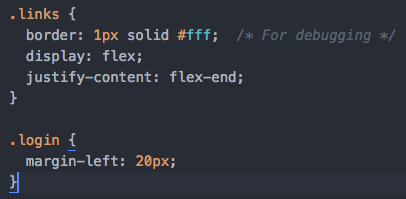 .links {
  border: 1px solid #fff;  /* For debugging */
  display: flex;
  justify-content: flex-end;
}

.login {
  margin-left: 20px;
}